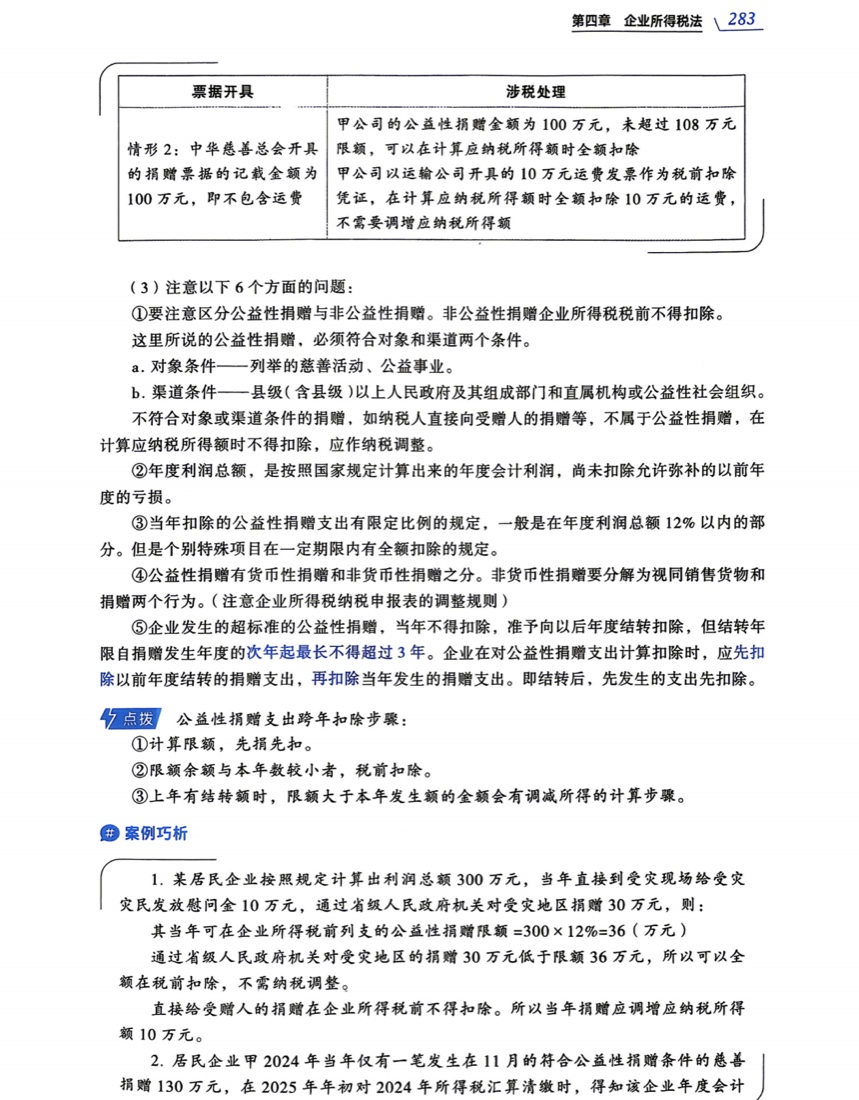 第四章 企业所得税法 283
票据开具 涉税处理
情形 2：中华慈善总会开具
的捐赠票据的记载金额为
100 万元，即不包含运费
甲公司的公益性捐赠金额为 100 万元，未超过 108 万元
限额，可以在计算应纳税所得额时全额扣除
甲公司以运输公司开具的 10 万元运费发票作为税前扣除
凭证，在计算应纳税所得额时全额扣除 10 万元的运费，
不需要调增应纳税所得额
（3）注意以下 6 个方面的问题：
①要注意区分公益性捐赠与非公益性捐赠。非公益性捐赠企业所得税税前不得扣除。
这里所说的公益性捐赠，必须符合对象和渠道两个条件。
a. 对象条件——列举的慈善活动、公益事业。
b. 渠道条件——县级（含县级）以上人民政府及其组成部门和直属机构或公益性社会组织。
不符合对象或渠道条件的捐赠，如纳税人直接向受赠人的捐赠等，不属于公益性捐赠，在
计算应纳税所得额时不得扣除，应作纳税调整。
②年度利润总额，是按照国家规定计算出来的年度会计利润，尚未扣除允许弥补的以前年
度的亏损。
③当年扣除的公益性捐赠支出有限定比例的规定，一般是在年度利润总额 12% 以内的部
分。但是个别特殊项目在一定期限内有全额扣除的规定。
④公益性捐赠有货币性捐赠和非货币性捐赠之分。非货币性捐赠要分解为视同销售货物和
捐赠两个行为。（注意企业所得税纳税申报表的调整规则）
⑤企业发生的超标准的公益性捐赠，当年不得扣除，准予向以后年度结转扣除，但结转年
限自捐赠发生年度的次年起最长不得超过 3 年。企业在对公益性捐赠支出计算扣除时，应先扣
除以前年度结转的捐赠支出，再扣除当年发生的捐赠支出。即结转后，先发生的支出先扣除。
点拨 公益性捐赠支出跨年扣除步骤：
①计算限额，先捐先扣。
②限额余额与本年数较小者，税前扣除。
③上年有结转额时，限额大于本年发生额的金额会有调减所得的计算步骤。
# 案例巧析
1. 某居民企业按照规定计算出利润总额 300 万元，当年直接到受灾现场给受灾
灾民发放慰问金 10 万元，通过省级人民政府机关对受灾地区捐赠 30 万元，则：
其当年可在企业所得税前列支的公益性捐赠限额 =300×12%=36（万元）
通过省级人民政府机关对受灾地区的捐赠 30 万元低于限额 36 万元，所以可以全
额在税前扣除，不需纳税调整。
直接给受赠人的捐赠在企业所得税前不得扣除。所以当年捐赠应调增应纳税所得
额 10 万元。
2. 居民企业甲 2024 年当年仅有一笔发生在 11 月的符合公益性捐赠条件的慈善
捐赠 130 万元，在 2025 年年初对 2024 年所得税汇算清缴时，得知该企业年度会计